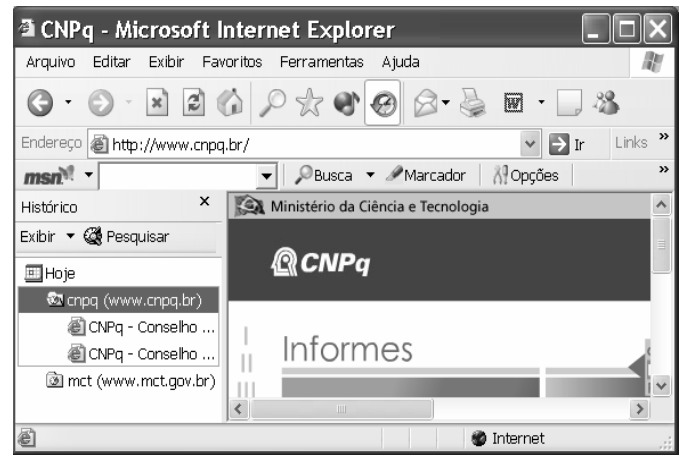 CNPq - Microsoft Internet Explorer
Arquivo Editar Exibir Favoritos Ferramentas Ajuda
Endereço http://www.cnpq.br/ Ir Links »
msn Busca Marcador Opções »
Histórico x
Exibir Pesquisar
Hoje
cnpq (www.cnpq.br)
CNPq - Conselho ...
CNPq - Conselho ...
mct (www.mct.gov.br)
Ministério da Ciência e Tecnologia
CNPq
Informes
Internet